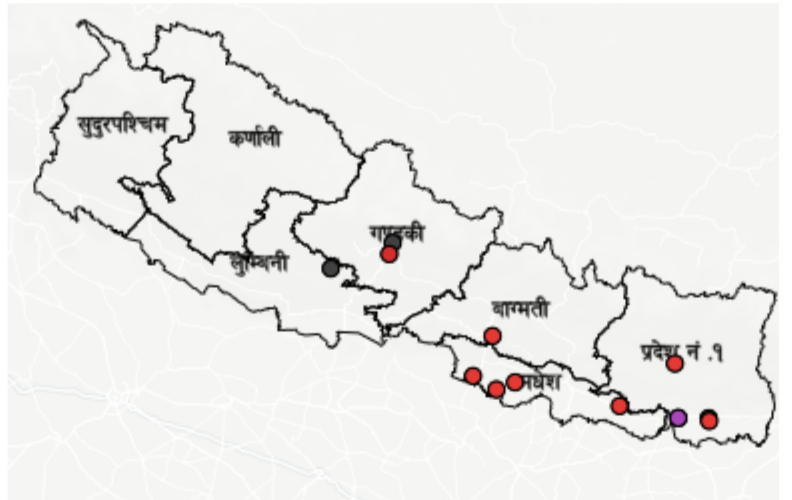 सुदुरपश्चिम
कर्णाली
गण्डकी
लुम्बिनी
बाग्मती
प्रदेश नं .१
मधेश